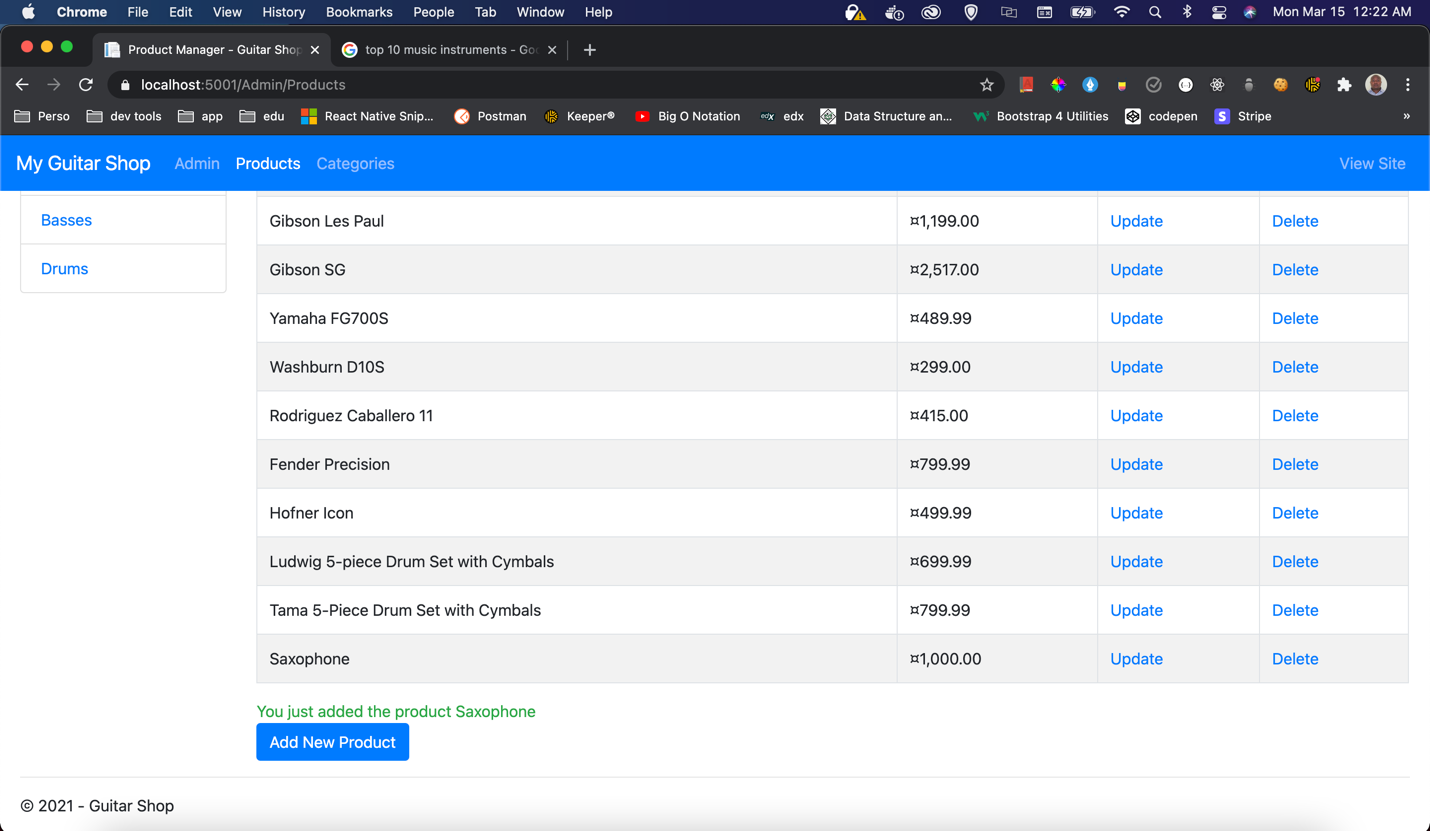 Chrome File Edit View History Bookmarks People Tab Window Help Mon Mar 15 12:22 AM
Product Manager - Guitar Shop top 10 music instruments - Goo
localhost:5001/Admin/Products
Perso dev tools app edu React Native Snip... Postman Keeper® Big O Notation edx edx Data Structure an... Bootstrap 4 Utilities codepen S Stripe »
My Guitar Shop Admin Products Categories View Site
Basses
Drums
Gibson Les Paul ¤1,199.00 Update Delete
Gibson SG ¤2,517.00 Update Delete
Yamaha FG700S ¤489.99 Update Delete
Washburn D10S ¤299.00 Update Delete
Rodriguez Caballero 11 ¤415.00 Update Delete
Fender Precision ¤799.99 Update Delete
Hofner Icon ¤499.99 Update Delete
Ludwig 5-piece Drum Set with Cymbals ¤699.99 Update Delete
Tama 5-Piece Drum Set with Cymbals ¤799.99 Update Delete
Saxophone ¤1,000.00 Update Delete
You just added the product Saxophone
Add New Product
© 2021 - Guitar Shop